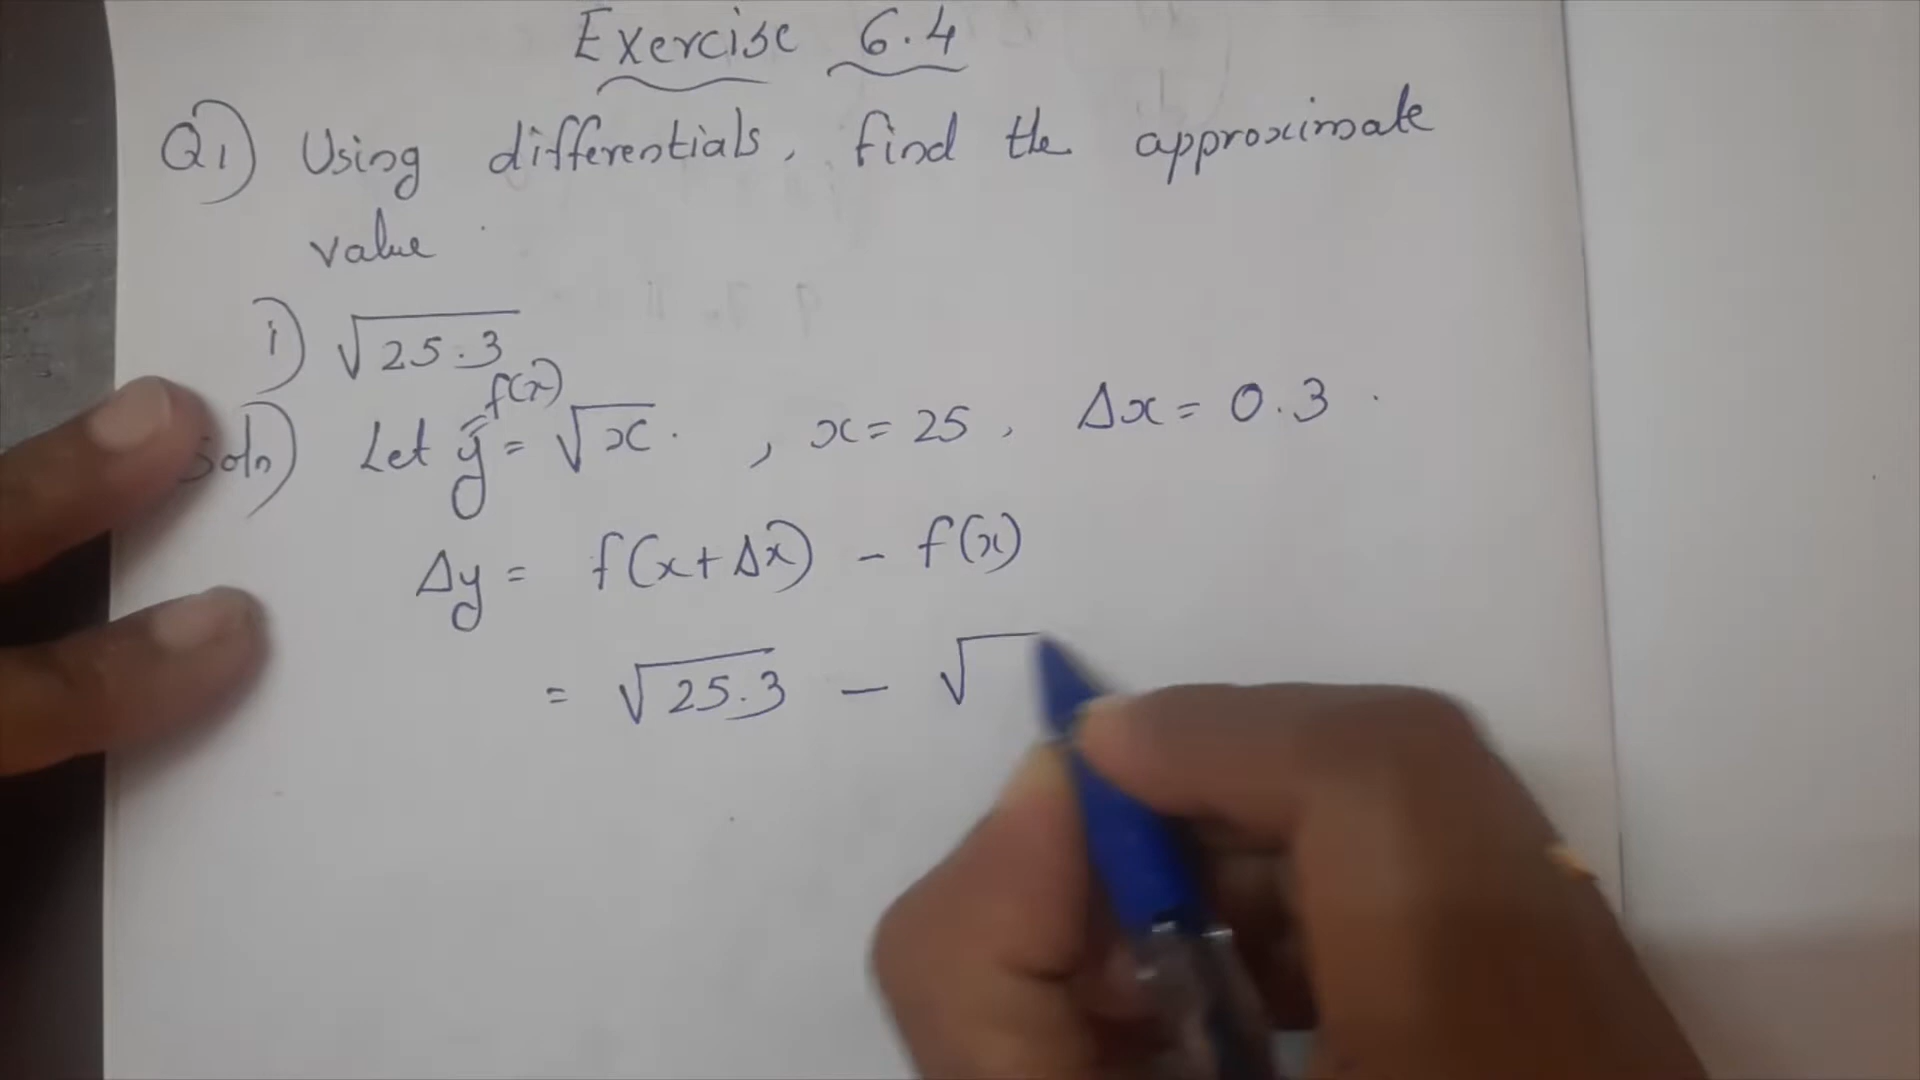 Exercise 6.4
Q1) Using differentials, find the approximate
value
i) √25.3
f(x)
Soln) Let y = √x. , x = 25, Δx = 0.3.
Δy = f(x+Δx) - f(x)
= √25.3 - √